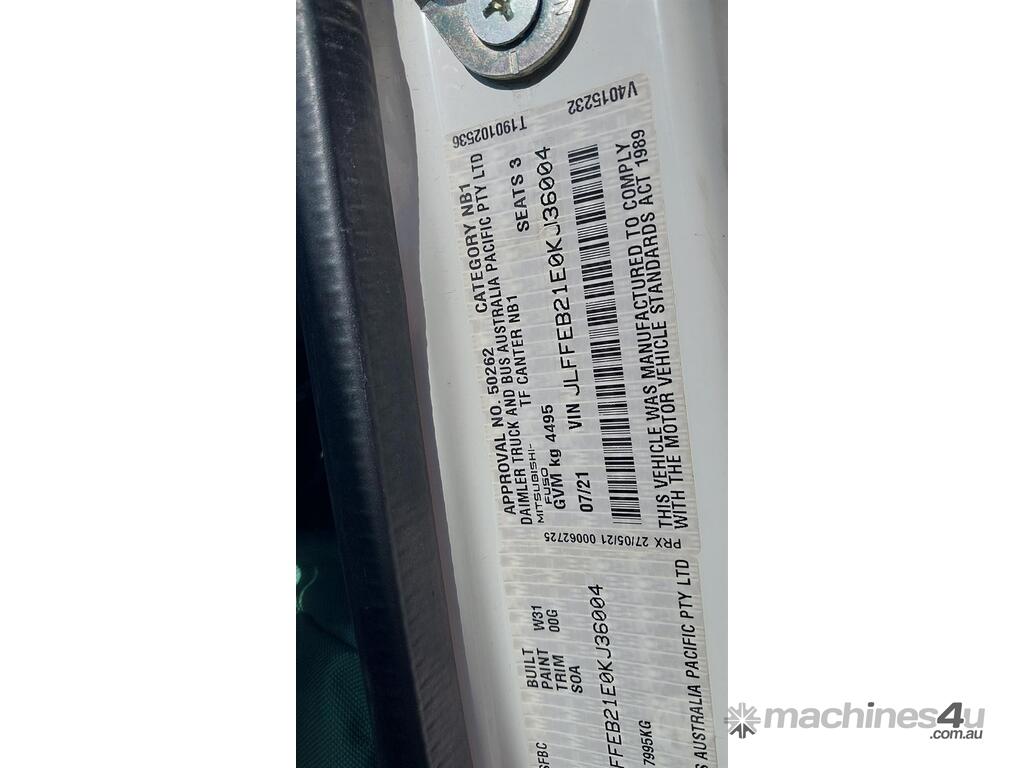 T190102536 V4015232
APPROVAL NO. 50262 CATEGORY NB1
DAIMLER TRUCK AND BUS AUSTRALIA PACIFIC PTY LTD
MITSUBISHI-FUSO TF CANTER NB1
GVM kg 4495 SEATS 3
VIN JLFFEB21E0KJ36004
07/21
THIS VEHICLE WAS MANUFACTURED TO COMPLY
WITH THE MOTOR VEHICLE STANDARDS ACT 1989
PRX 27/05/21 00062725
BUILT
PAINT W31
TRIM 00G
SOA
SFBC
FFEB21E0KJ36004
7995KG
S AUSTRALIA PACIFIC PTY LTD
machines4u
.com.au